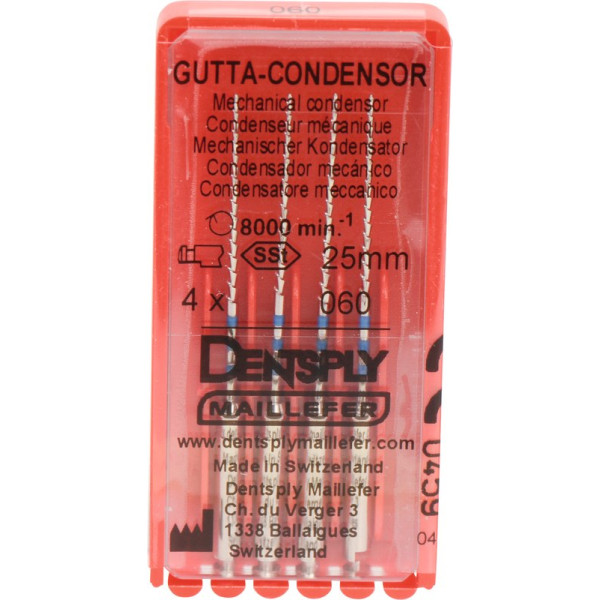 060
GUTTA-CONDENSOR
Mechanical condensor
Condenseur mécanique
Mechanischer Kondensator
Condensador mecánico
Condensatore meccanico
8000 min.-1
SSt 25mm
4 x 060
DENTSPLY
MAILLEFER
www.dentsplymaillefer.com
Made in Switzerland
Dentsply Maillefer
Ch. du Verger 3
1338 Ballaigues
Switzerland
0459
04